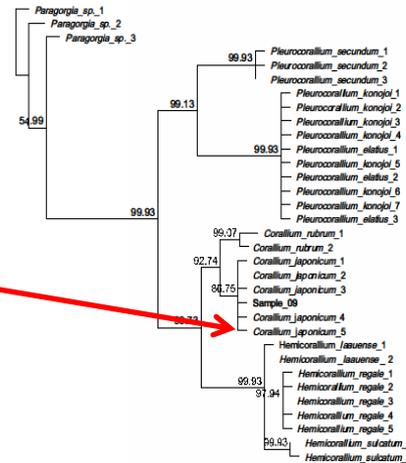 Paragorgia_sp._1
Paragorgia_sp._2
Paragorgia_sp._3
54.99
99.93
99.13
99.93
Pleurocorallium_secundum_1
Pleurocorallium_secundum_2
Pleurocorallium_secundum_3
99.93
Pleurocorallium_konojoi_1
Pleurocorallium_konojoi_2
Pleurocorallium_konojoi_3
Pleurocorallium_konojoi_4
Pleurocorallium_elatius_1
Pleurocorallium_konojoi_5
Pleurocorallium_elatius_2
Pleurocorallium_konojoi_6
Pleurocorallium_konojoi_7
Pleurocorallium_elatius_3
99.07
Corallium_rubrum_1
Corallium_rubrum_2
92.74
86.75
Corallium_japonicum_1
Corallium_japonicum_2
Corallium_japonicum_3
Sample_09
Corallium_japonicum_4
Corallium_japonicum_5
Hemicorallium_laauense_1
Hemicorallium_laauense_2
99.93
97.94
Hemicorallium_regale_1
Hemicorallium_regale_2
Hemicorallium_regale_3
Hemicorallium_regale_4
Hemicorallium_regale_5
99.93
Hemicorallium_sulcatum_
Hemicorallium_sulcatum_